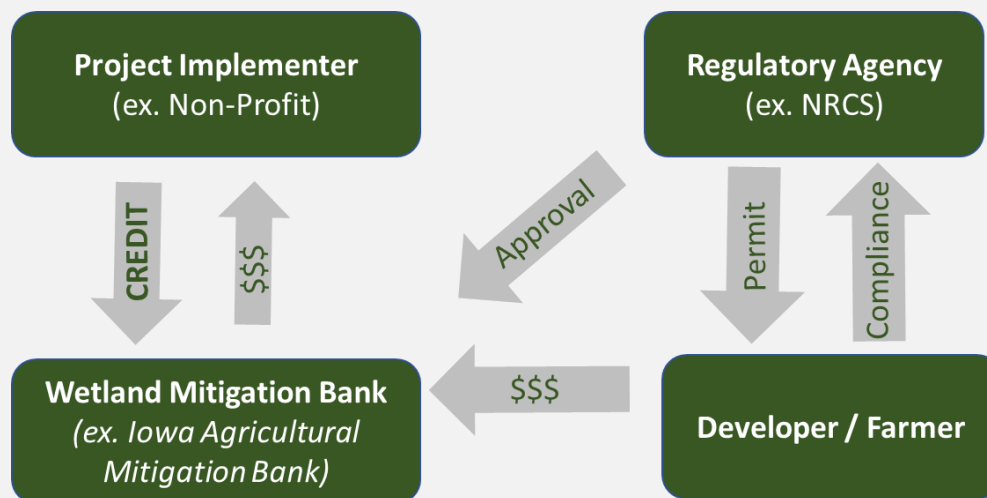 Project Implementer
(ex. Non-Profit)
Regulatory Agency
(ex. NRCS)
CREDIT
$$$
Approval
Permit
Compliance
Wetland Mitigation Bank
(ex. Iowa Agricultural
Mitigation Bank)
$$$
Developer / Farmer